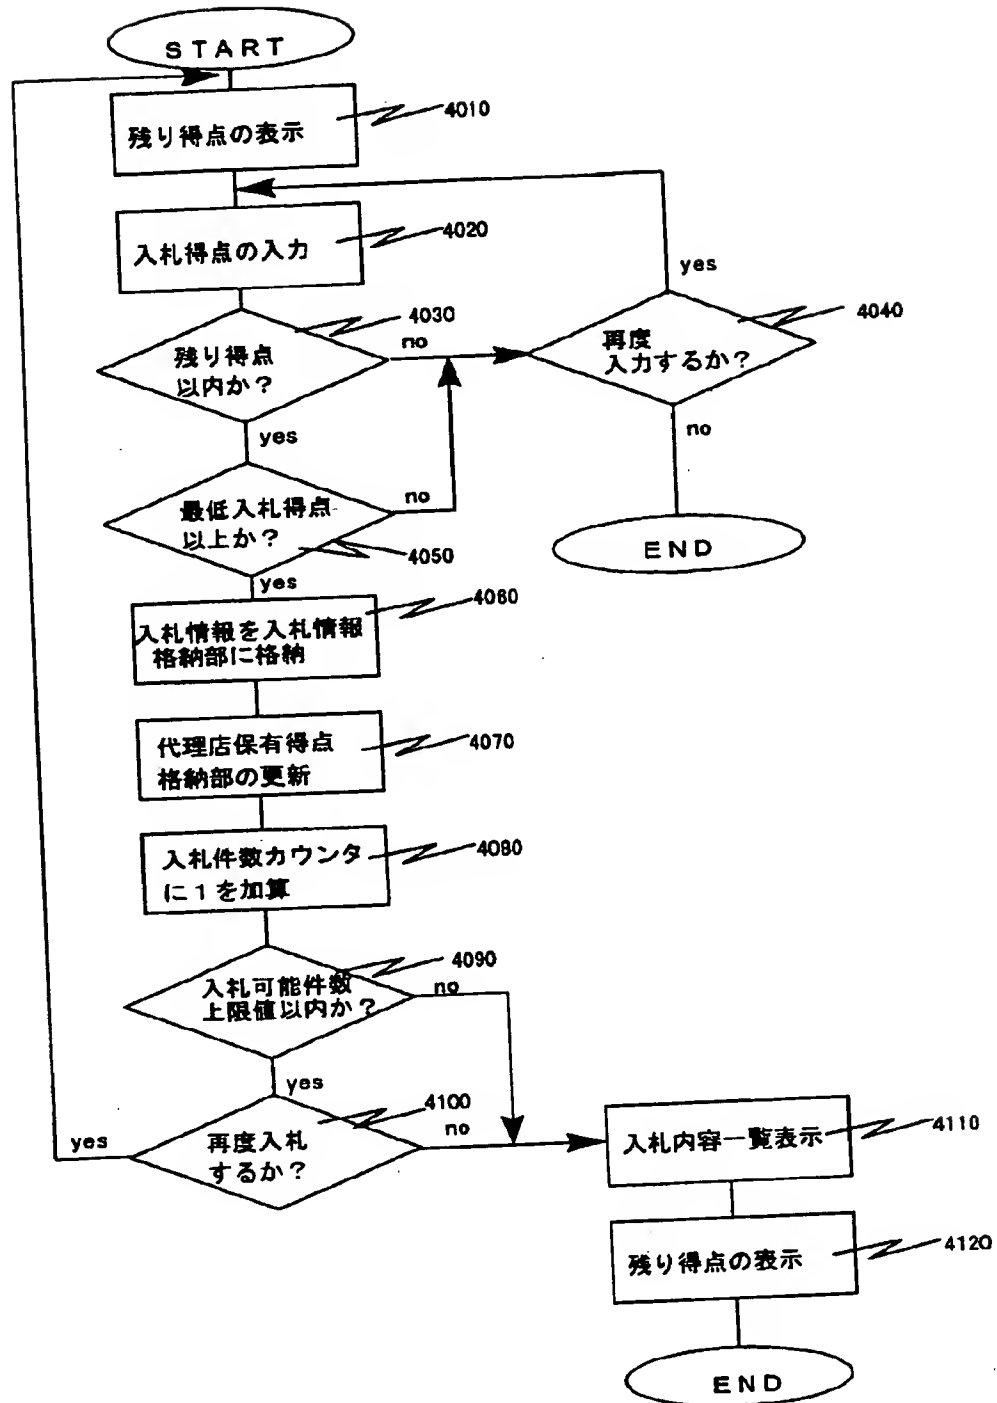 START
残り得点の表示
4010
入札得点の入力
4020
残り得点
以内か？
4030
no
yes
再度
入力するか？
4040
yes
no
END
最低入札得点
以上か？
4050
no
yes
入札情報を入札情報
格納部に格納
4060
代理店保有得点
格納部の更新
4070
入札件数カウンタ
に１を加算
4080
入札可能件数
上限値以内か？
4090
no
yes
再度入札
するか？
4100
yes
no
入札内容一覧表示
4110
残り得点の表示
4120
END